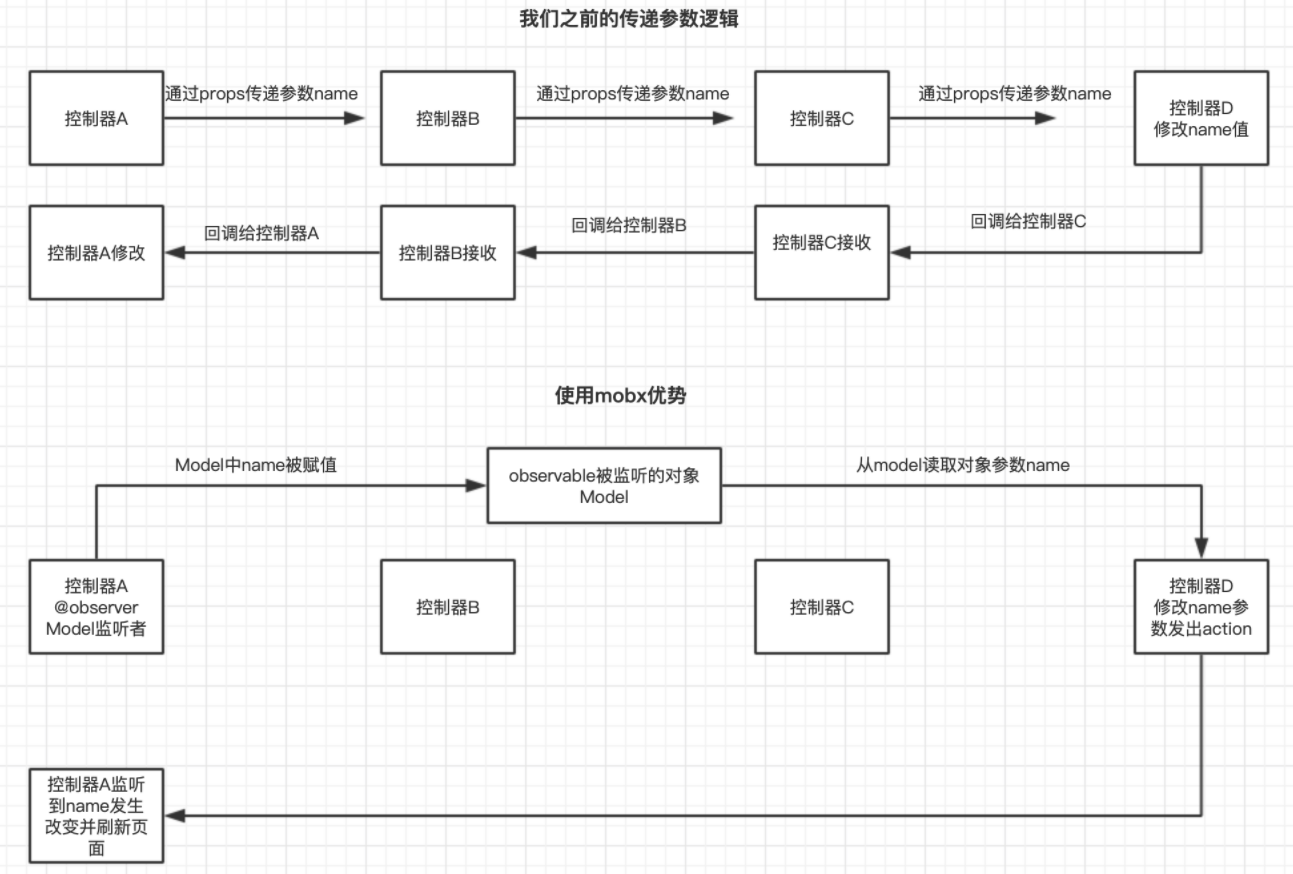 我们之前的传递参数逻辑
通过props传递参数name
通过props传递参数name
通过props传递参数name
控制器A
控制器B
控制器C
控制器D
修改name值
回调给控制器A
回调给控制器B
回调给控制器C
控制器A修改
控制器B接收
控制器C接收
使用mobx优势
Model中name被赋值
observable被监听的对象
Model
从model读取对象参数name
控制器A
@observer
Model监听者
控制器B
控制器C
控制器D
修改name参
数发出action
控制器A监听
到name发生
改变并刷新页
面